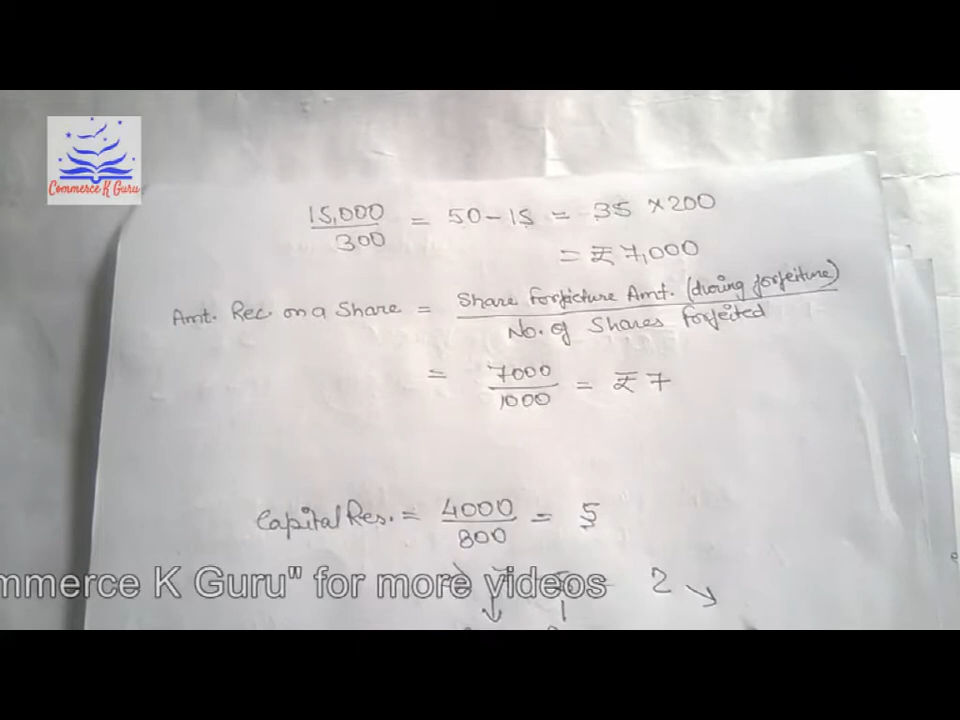 Commerce K Guru
15,000 / 300 = 50 - 15 = 35 × 200
= ₹ 7,000
Amt. Rec. on a Share = Share Forpicture Amt. (during forfeiture) / No. of Shares forfeited
= 7000 / 1000 = ₹ 7
Capital Res. = 4000 / 800 = 5
mmerce K Guru" for more videos
2